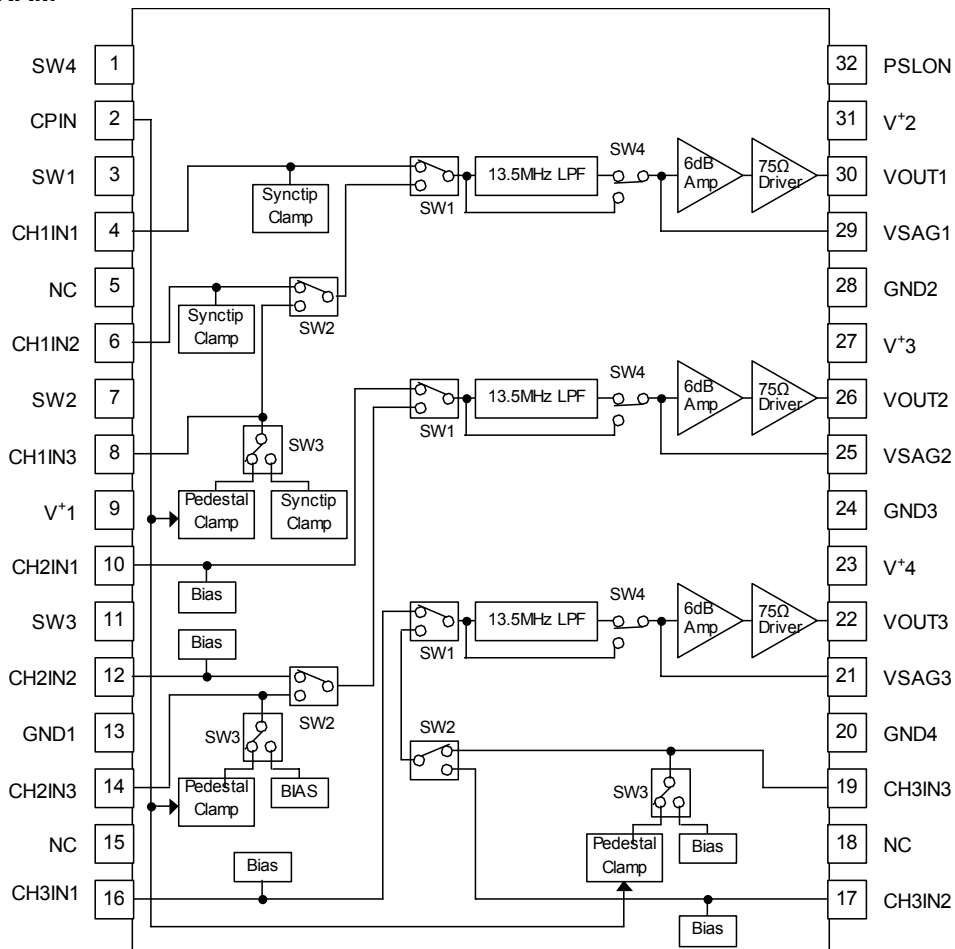 SW4 1
CPIN 2
SW1 3
CH1IN1 4
NC 5
CH1IN2 6
SW2 7
CH1IN3 8
V+1 9
CH2IN1 10
SW3 11
CH2IN2 12
GND1 13
CH2IN3 14
NC 15
CH3IN1 16
32 PSLON
31 V+2
30 VOUT1
29 VSAG1
28 GND2
27 V+3
26 VOUT2
25 VSAG2
24 GND3
23 V+4
22 VOUT3
21 VSAG3
20 GND4
19 CH3IN3
18 NC
17 CH3IN2
Synctip
Clamp
SW1
13.5MHz LPF
SW4
6dB
Amp
75Ω
Driver
Synctip
Clamp
SW2
SW3
Pedestal
Clamp
Synctip
Clamp
SW1
13.5MHz LPF
SW4
6dB
Amp
75Ω
Driver
Bias
Bias
SW2
SW3
Pedestal
Clamp
BIAS
SW1
13.5MHz LPF
SW4
6dB
Amp
75Ω
Driver
SW2
SW3
Pedestal
Clamp
Bias
Bias
Bias